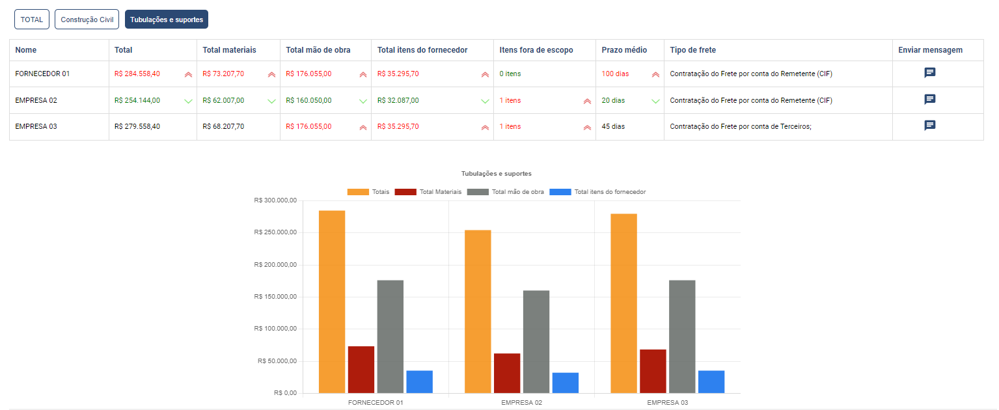 TOTAL Construção Civil Tubulações e suportes
Nome Total Total materiais Total mão de obra Total itens do fornecedor Itens fora de escopo Prazo médio Tipo de frete Enviar mensagem
FORNECEDOR 01 R$ 284.558,40 R$ 73.207,70 R$ 176.055,00 R$ 35.295,70 0 itens 100 dias Contratação do Frete por conta do Remetente (CIF)
EMPRESA 02 R$ 254.144,00 R$ 62.007,00 R$ 160.050,00 R$ 32.087,00 1 itens 20 dias Contratação do Frete por conta do Remetente (CIF)
EMPRESA 03 R$ 279.558,40 R$ 68.207,70 R$ 176.055,00 R$ 35.295,70 1 itens 45 dias Contratação do Frete por conta de Terceiros;
Tubulações e suportes
Totais Total Materiais Total mão de obra Total itens do fornecedor
R$ 300.000,00
R$ 250.000,00
R$ 200.000,00
R$ 150.000,00
R$ 100.000,00
R$ 50.000,00
R$ 0,00
FORNECEDOR 01 EMPRESA 02 EMPRESA 03